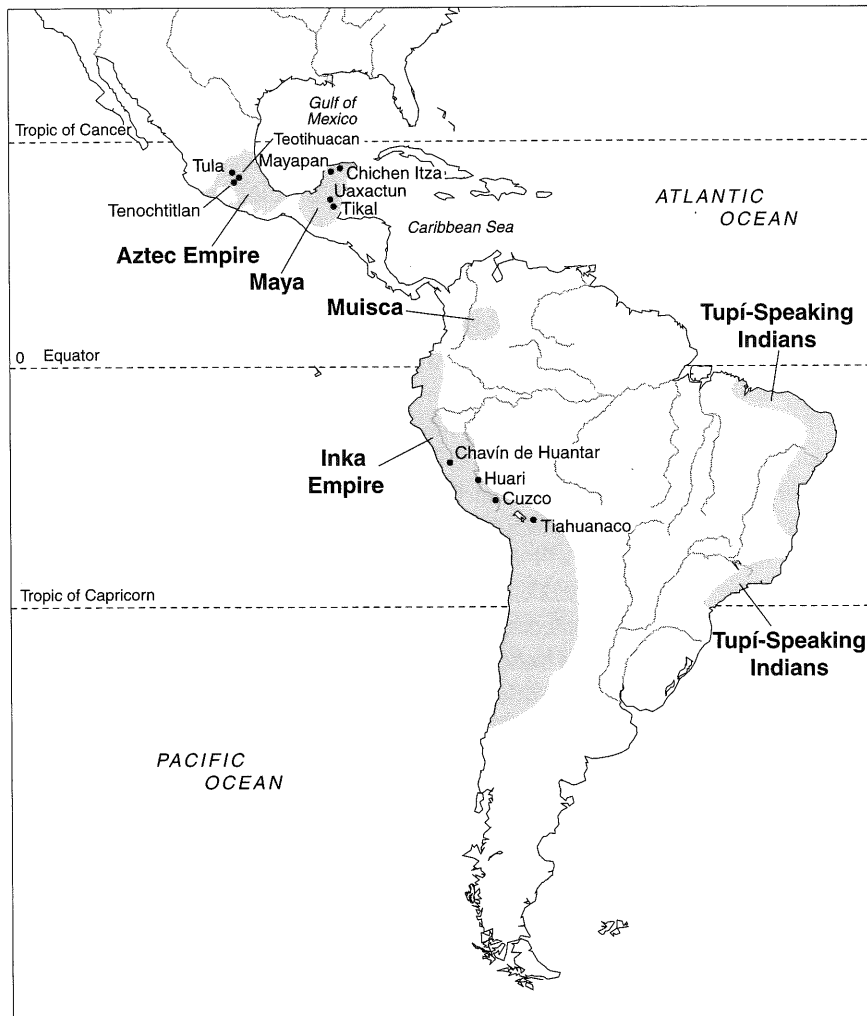 Gulf of
Mexico
Tropic of Cancer
Teotihuacan
Tula
Mayapan
Chichen Itza
Uaxactun
Tenochtitlan
Tikal
ATLANTIC
OCEAN
Caribbean Sea
Aztec Empire
Maya
Muisca
Tupí-Speaking
Indians
0 Equator
Inka
Empire
Chavín de Huantar
Huari
Cuzco
Tiahuanaco
Tropic of Capricorn
Tupí-Speaking
Indians
PACIFIC
OCEAN